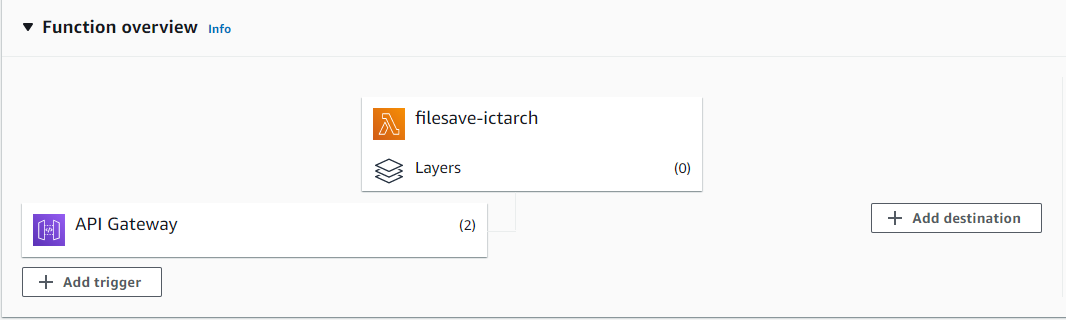 Function overview Info
filesave-ictarch
Layers (0)
API Gateway (2)
Add destination
Add trigger